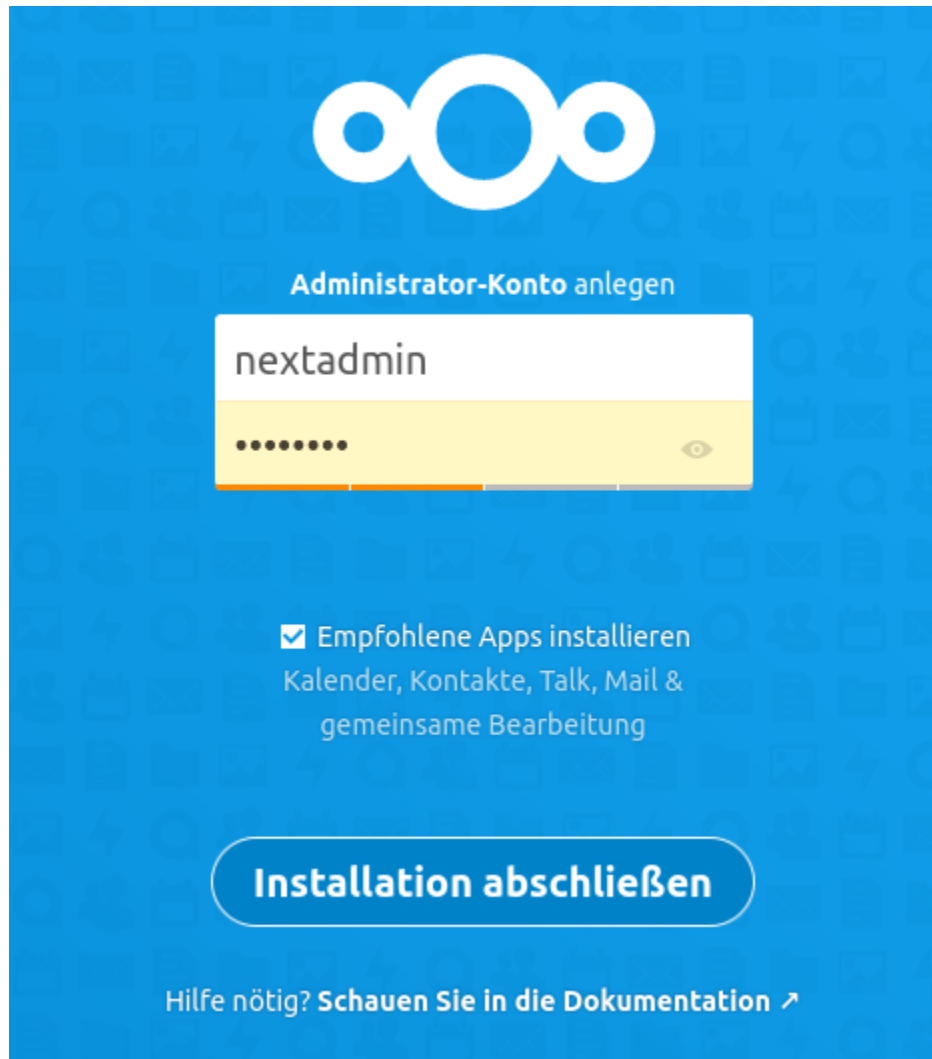 Administrator-Konto anlegen
nextadmin
••••••••
Empfohlene Apps installieren
Kalender, Kontakte, Talk, Mail &
gemeinsame Bearbeitung
Installation abschließen
Hilfe nötig? Schauen Sie in die Dokumentation ↗